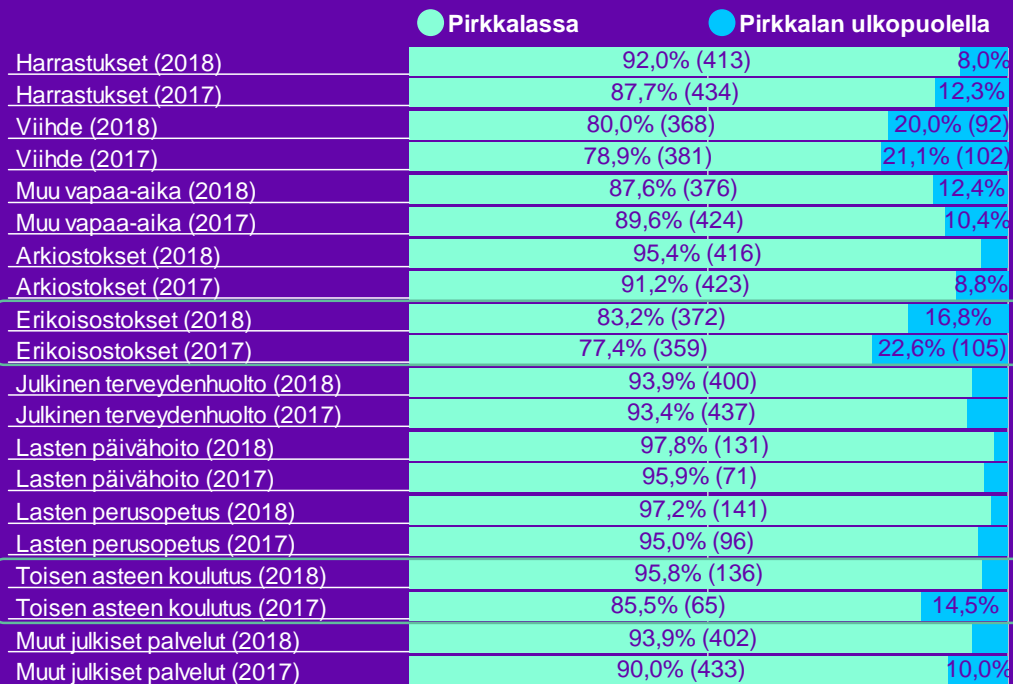 Pirkkalassa Pirkkalan ulkopuolella
Harrastukset (2018) 92,0% (413) 8,0%
Harrastukset (2017) 87,7% (434) 12,3%
Viihde (2018) 80,0% (368) 20,0% (92)
Viihde (2017) 78,9% (381) 21,1% (102)
Muu vapaa-aika (2018) 87,6% (376) 12,4%
Muu vapaa-aika (2017) 89,6% (424) 10,4%
Arkiostokset (2018) 95,4% (416)
Arkiostokset (2017) 91,2% (423) 8,8%
Erikoisostokset (2018) 83,2% (372) 16,8%
Erikoisostokset (2017) 77,4% (359) 22,6% (105)
Julkinen terveydenhuolto (2018) 93,9% (400)
Julkinen terveydenhuolto (2017) 93,4% (437)
Lasten päivähoito (2018) 97,8% (131)
Lasten päivähoito (2017) 95,9% (71)
Lasten perusopetus (2018) 97,2% (141)
Lasten perusopetus (2017) 95,0% (96)
Toisen asteen koulutus (2018) 95,8% (136)
Toisen asteen koulutus (2017) 85,5% (65) 14,5%
Muut julkiset palvelut (2018) 93,9% (402)
Muut julkiset palvelut (2017) 90,0% (433) 10,0%